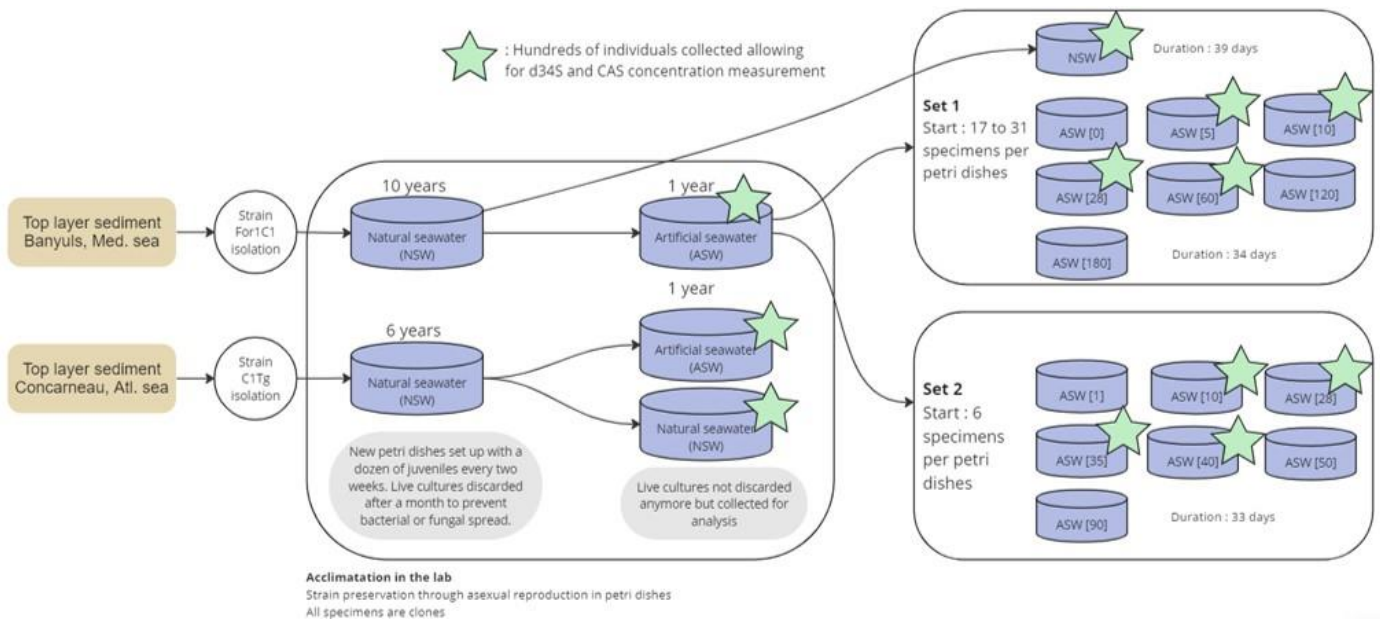 : Hundreds of individuals collected allowing
for d34S and CAS concentration measurement
Top layer sediment
Banyuls, Med. sea
Strain
For1C1
isolation
10 years
Natural seawater
(NSW)
1 year
Artificial seawater
(ASW)
Top layer sediment
Concarneau, Atl. sea
Strain
C1Tg
isolation
6 years
Natural seawater
(NSW)
1 year
Artificial seawater
(ASW)
Natural seawater
(NSW)
New petri dishes set up with a
dozen of juveniles every two
weeks. Live cultures discarded
after a month to prevent
bacterial or fungal spread.
Live cultures not discarded
anymore but collected for
analysis
Acclimatation in the lab
Strain preservation through asexual reproduction in petri dishes
All specimens are clones
NSW
Duration : 39 days
Set 1
Start : 17 to 31
specimens per
petri dishes
ASW [0]
ASW [5]
ASW [10]
ASW [28]
ASW [60]
ASW [120]
ASW [180]
Duration : 34 days
Set 2
Start : 6
specimens
per petri
dishes
ASW [1]
ASW [10]
ASW [28]
ASW [35]
ASW [40]
ASW [50]
ASW [90]
Duration : 33 days